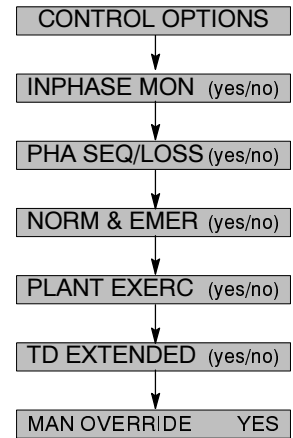 CONTROL OPTIONS
INPHASE MON (yes/no)
PHA SEQ/LOSS (yes/no)
NORM & EMER (yes/no)
PLANT EXERC (yes/no)
TD EXTENDED (yes/no)
MAN OVERRIDE YES